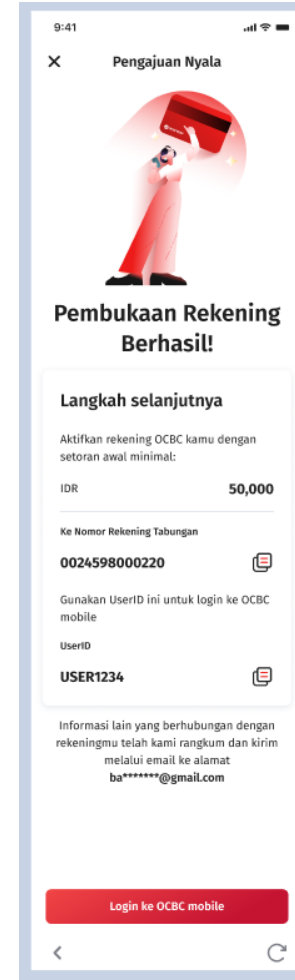 9:41
Pengajuan Nyala
Pembukaan Rekening
Berhasil!
Langkah selanjutnya
Aktifkan rekening OCBC kamu dengan
setoran awal minimal:
IDR 50,000
Ke Nomor Rekening Tabungan
0024598000220
Gunakan UserID ini untuk login ke OCBC
mobile
UserID
USER1234
Informasi lain yang berhubungan dengan
rekeningmu telah kami rangkum dan kirim
melalui email ke alamat
ba*******@gmail.com
Login ke OCBC mobile